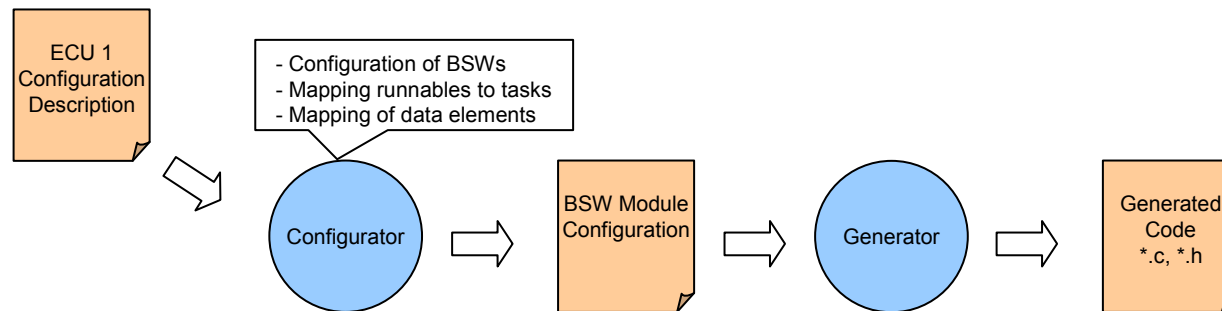 ECU 1
Configuration
Description
- Configuration of BSWs
- Mapping runnables to tasks
- Mapping of data elements
Configurator
BSW Module
Configuration
Generator
Generated
Code
*.c, *.h